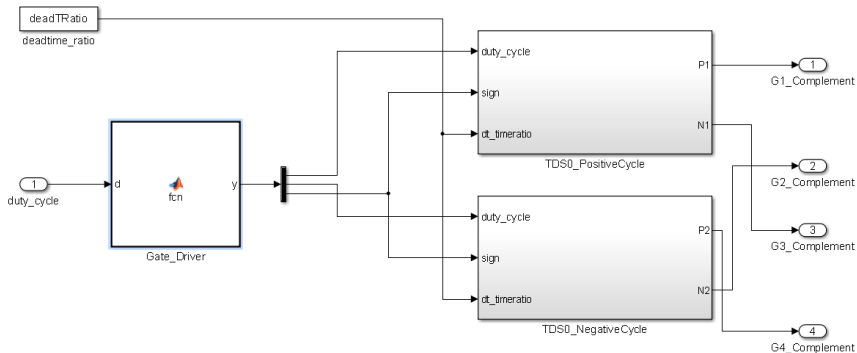 deadTRatio
deadtime_ratio
1
duty_cycle
d
fcn
y
Gate_Driver
duty_cycle
sign
dt_timeratio
P1
N1
TDS0_PositiveCycle
duty_cycle
sign
dt_timeratio
P2
N2
TDS0_NegativeCycle
1
G1_Complement
2
G2_Complement
3
G3_Complement
4
G4_Complement